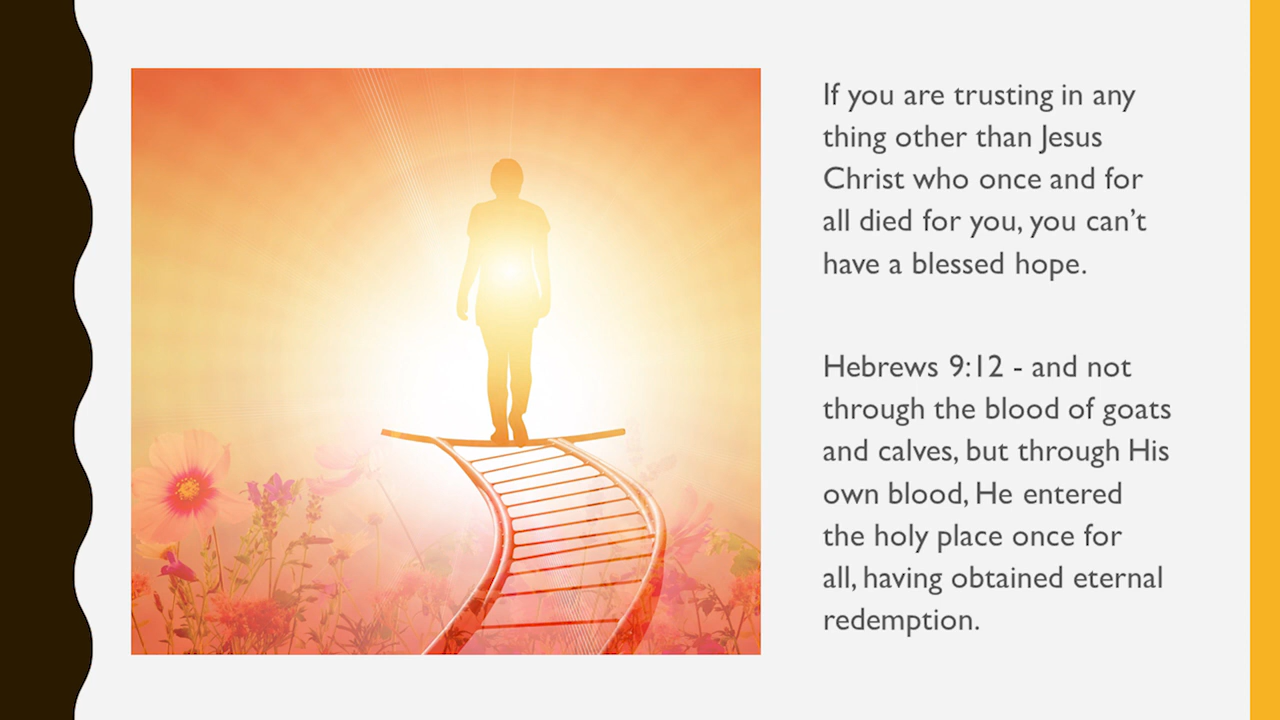 If you are trusting in any
thing other than Jesus
Christ who once and for
all died for you, you can’t
have a blessed hope.
Hebrews 9:12 - and not
through the blood of goats
and calves, but through His
own blood, He entered
the holy place once for
all, having obtained eternal
redemption.